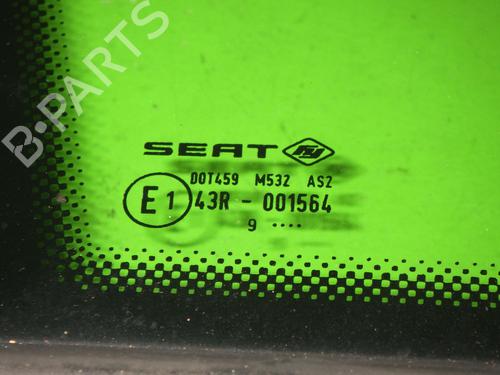 B-PARTS
SEAT
DOT459 M532 AS2
E1 43R - 001564
9 ....